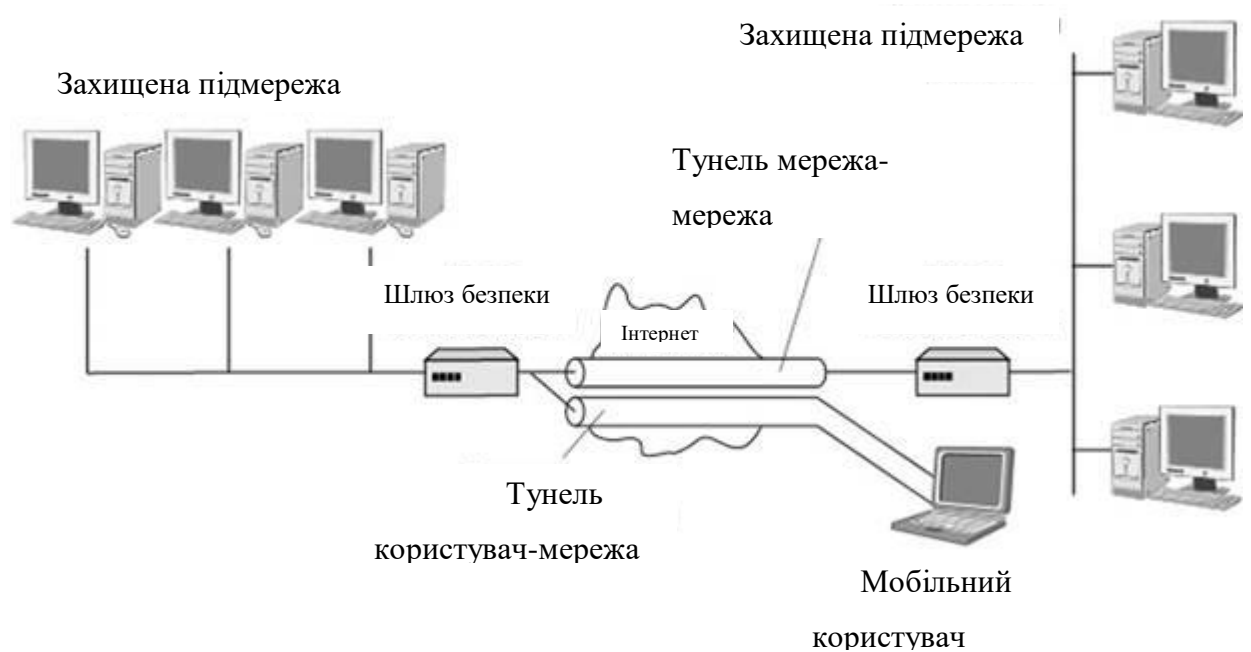 Захищена підмережа
Захищена підмережа
Тунель мережа-
мережа
Шлюз безпеки
Інтернет
Шлюз безпеки
Тунель
користувач-мережа
Мобільний
користувач